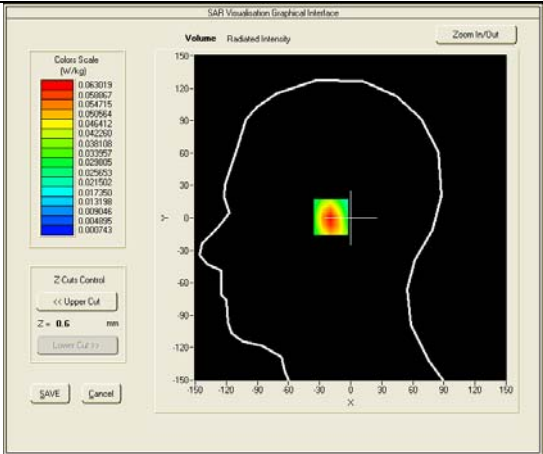 SAR Visualisation Graphical Interface
Volume Radiated Intensity
Zoom In/Out
Colors Scale
(W/kg)
0.063019
0.058867
0.054715
0.050564
0.046412
0.042260
0.038108
0.033957
0.029805
0.025653
0.021502
0.017350
0.013198
0.009046
0.004895
0.000743
Z Cuts Control
<< Upper Cut
Z = 0.6 mm
Lower Cut >>
SAVE Cancel
150
90
60
30
0
-30
-60
-90
-120
-150
Y
-150 -120 -90 -60 -30 0 30 60 90 120 150
X